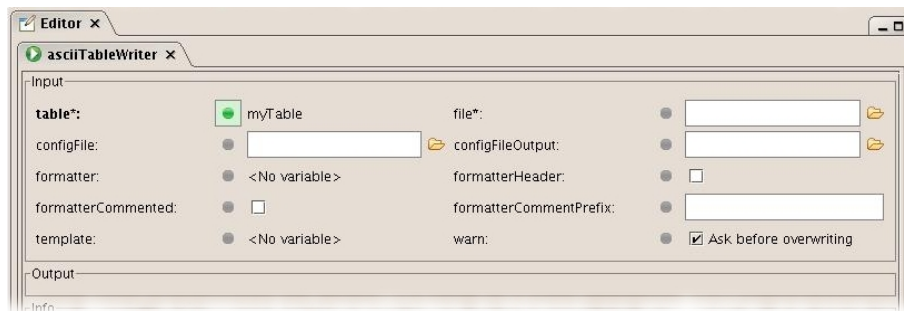 Editor
asciiTableWriter
Input
table*: myTable file*:
configFile: configFileOutput:
formatter: <No variable> formatterHeader:
formatterCommented: formatterCommentPrefix:
template: <No variable> warn: Ask before overwriting
Output
Info